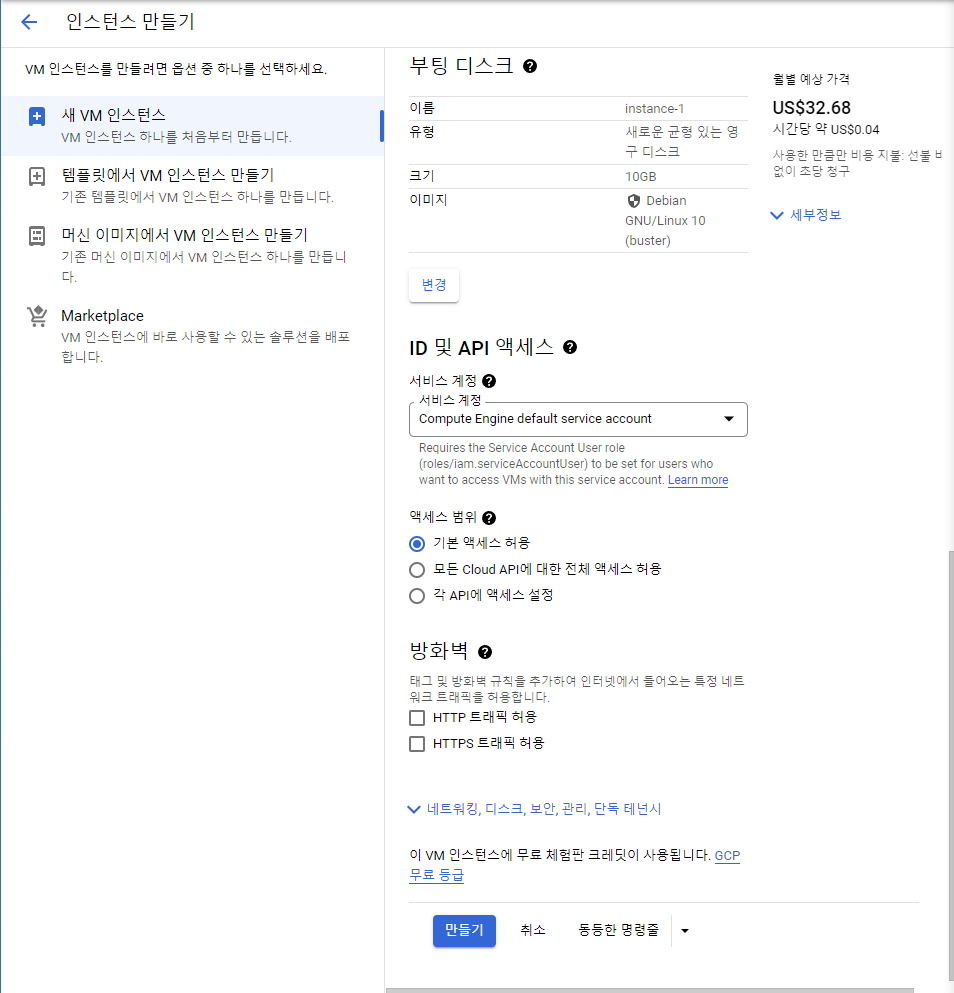 인스턴스 만들기
VM 인스턴스를 만들려면 옵션 중 하나를 선택하세요.
새 VM 인스턴스
VM 인스턴스 하나를 처음부터 만듭니다.
템플릿에서 VM 인스턴스 만들기
기존 템플릿에서 VM 인스턴스 하나를 만듭니다.
머신 이미지에서 VM 인스턴스 만들기
기존 머신 이미지에서 VM 인스턴스 하나를 만듭니
다.
Marketplace
VM 인스턴스에 바로 사용할 수 있는 솔루션을 배포
합니다.
부팅 디스크
이름 instance-1
유형 새로운 균형 있는 영
구 디스크
크기 10GB
이미지 Debian
GNU/Linux 10
(buster)
변경
ID 및 API 액세스
서비스 계정
서비스 계정
Compute Engine default service account
Requires the Service Account User role
(roles/iam.serviceAccountUser) to be set for users who
want to access VMs with this service account. Learn more
액세스 범위
기본 액세스 허용
모든 Cloud API에 대한 전체 액세스 허용
각 API에 액세스 설정
방화벽
태그 및 방화벽 규칙을 추가하여 인터넷에서 들어오는 특정 네트
워크 트래픽을 허용합니다.
HTTP 트래픽 허용
HTTPS 트래픽 허용
네트워킹, 디스크, 보안, 관리, 단독 테넌시
이 VM 인스턴스에 무료 체험판 크레딧이 사용됩니다. GCP
무료 등급
만들기 취소 동등한 명령줄
월별 예상 가격
US$32.68
시간당 약 US$0.04
사용한 만큼만 비용 지불: 선불 비
없이 초당 청구
세부정보